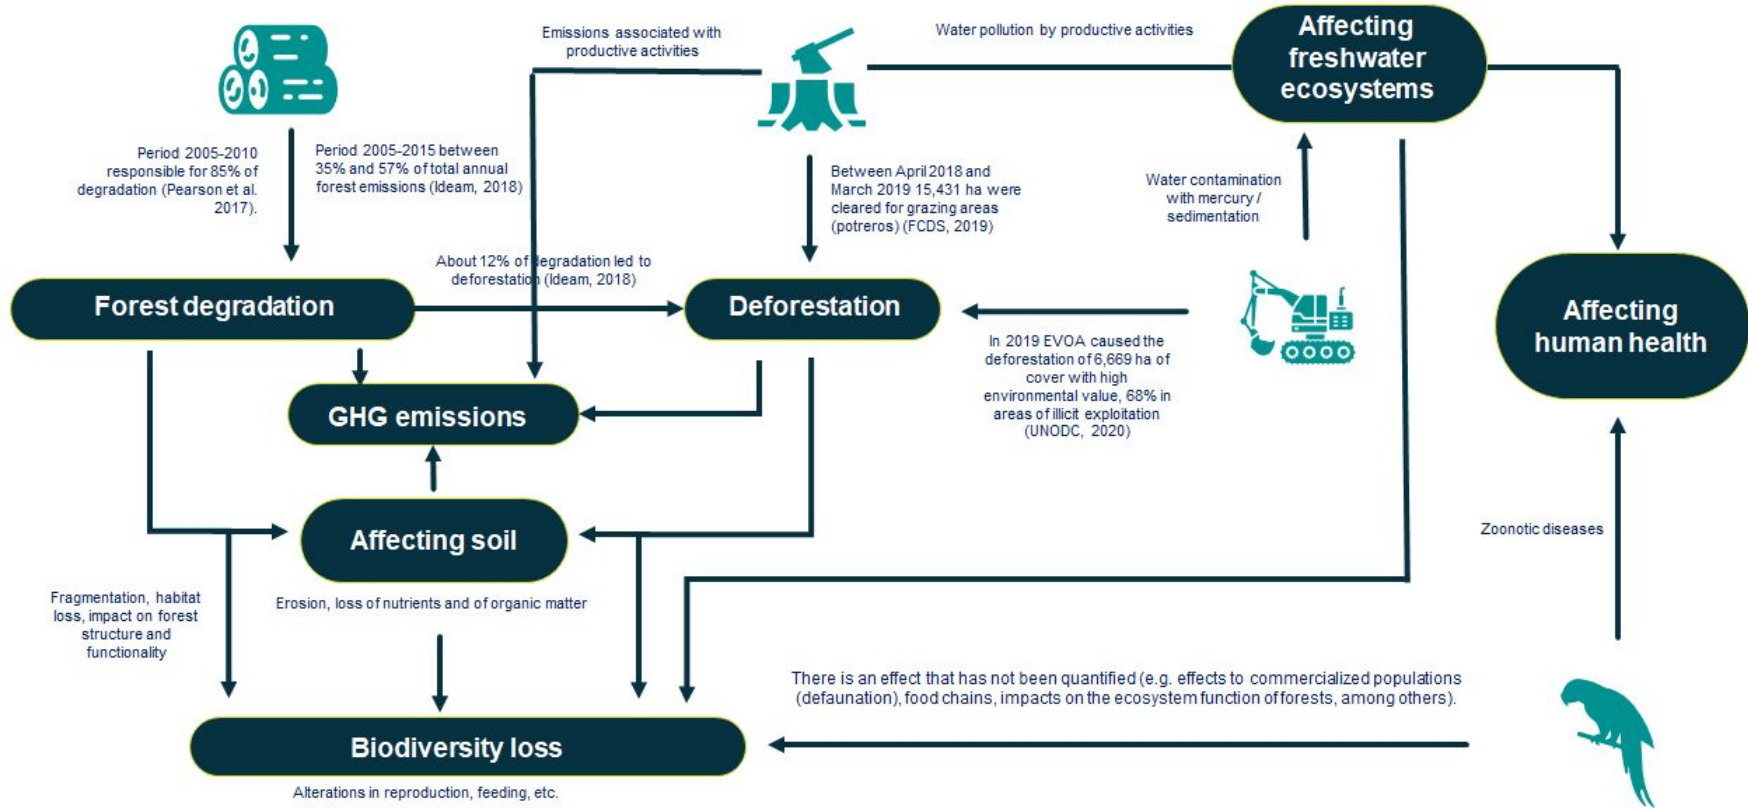 Emissions associated with
productive activities
Water pollution by productive activities
Affecting
freshwater
ecosystems
Period 2005-2010
responsible for 85% of
degradation (Pearson et al.
2017).
Period 2005-2015 between
35% and 57% of total annual
forest emissions (Ideam, 2018)
Between April 2018 and
March 2019 15,431 ha were
cleared for grazing areas
(potreros) (FCDS, 2019)
Water contamination
with mercury /
sedimentation
About 12% of degradation led to
deforestation (Ideam, 2018)
Forest degradation
Deforestation
Affecting
human health
In 2019 EVOA caused the
deforestation of 6,669 ha of
cover with high
environmental value, 68% in
areas of illicit exploitation
(UNODC, 2020)
GHG emissions
Affecting soil
Zoonotic diseases
Fragmentation, habitat
loss, impact on forest
structure and
functionality
Erosion, loss of nutrients and of organic matter
There is an effect that has not been quantified (e.g. effects to commercialized populations
(defaunation), food chains, impacts on the ecosystem function of forests, among others).
Biodiversity loss
Alterations in reproduction, feeding, etc.